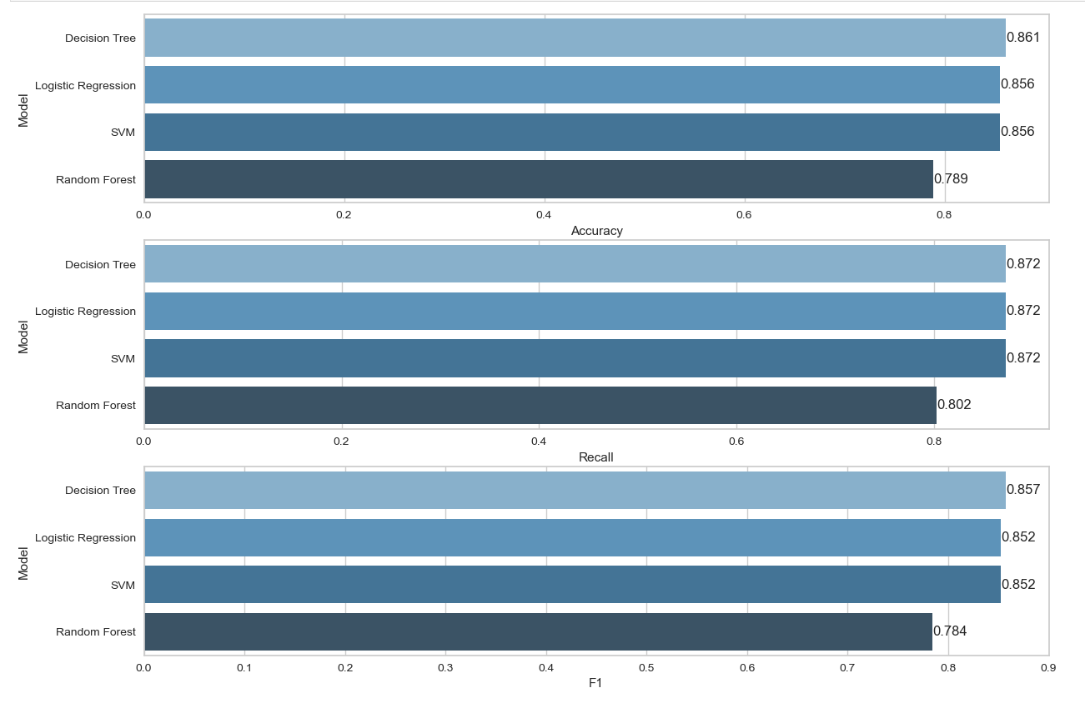 Model
Decision Tree 0.861
Logistic Regression 0.856
SVM 0.856
Random Forest 0.789
0.0 0.2 0.4 0.6 0.8
Accuracy
Model
Decision Tree 0.872
Logistic Regression 0.872
SVM 0.872
Random Forest 0.802
0.0 0.2 0.4 0.6 0.8
Recall
Model
Decision Tree 0.857
Logistic Regression 0.852
SVM 0.852
Random Forest 0.784
0.0 0.1 0.2 0.3 0.4 0.5 0.6 0.7 0.8 0.9
F1